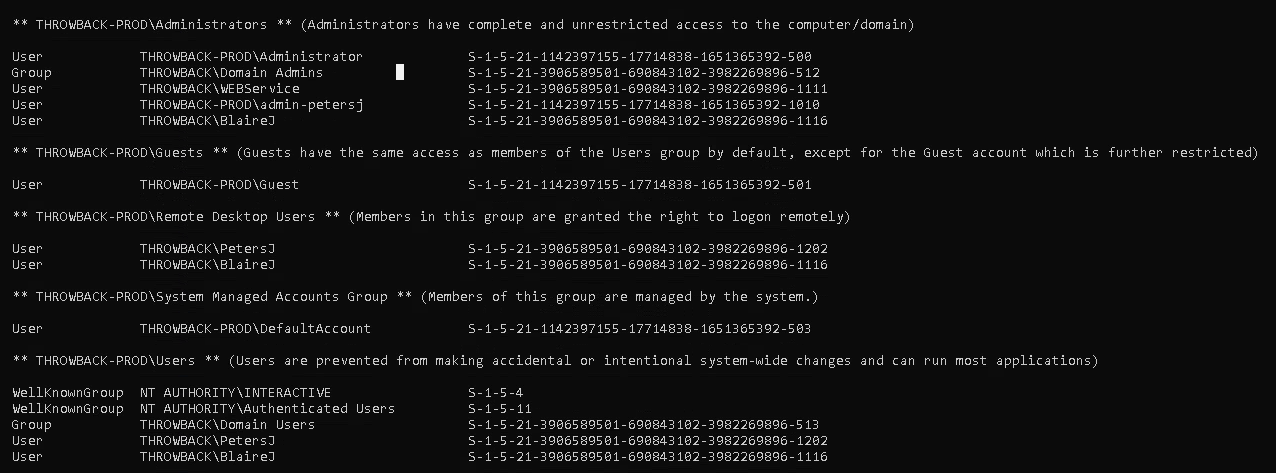 ** THROWBACK-PROD\Administrators ** (Administrators have complete and unrestricted access to the computer/domain)
User THROWBACK-PROD\Administrator S-1-5-21-1142397155-17714838-1651365392-500
Group THROWBACK\Domain Admins S-1-5-21-3906589501-690843102-3982269896-512
User THROWBACK\WEBService S-1-5-21-3906589501-690843102-3982269896-1111
User THROWBACK-PROD\admin-petersj S-1-5-21-1142397155-17714838-1651365392-1010
User THROWBACK\BlaireJ S-1-5-21-3906589501-690843102-3982269896-1116
** THROWBACK-PROD\Guests ** (Guests have the same access as members of the Users group by default, except for the Guest account which is further restricted)
User THROWBACK-PROD\Guest S-1-5-21-1142397155-17714838-1651365392-501
** THROWBACK-PROD\Remote Desktop Users ** (Members in this group are granted the right to logon remotely)
User THROWBACK\PetersJ S-1-5-21-3906589501-690843102-3982269896-1202
User THROWBACK\BlaireJ S-1-5-21-3906589501-690843102-3982269896-1116
** THROWBACK-PROD\System Managed Accounts Group ** (Members of this group are managed by the system.)
User THROWBACK-PROD\DefaultAccount S-1-5-21-1142397155-17714838-1651365392-503
** THROWBACK-PROD\Users ** (Users are prevented from making accidental or intentional system-wide changes and can run most applications)
WellKnownGroup NT AUTHORITY\INTERACTIVE S-1-5-4
WellKnownGroup NT AUTHORITY\Authenticated Users S-1-5-11
Group THROWBACK\Domain Users S-1-5-21-3906589501-690843102-3982269896-513
User THROWBACK\PetersJ S-1-5-21-3906589501-690843102-3982269896-1202
User THROWBACK\BlaireJ S-1-5-21-3906589501-690843102-3982269896-1116